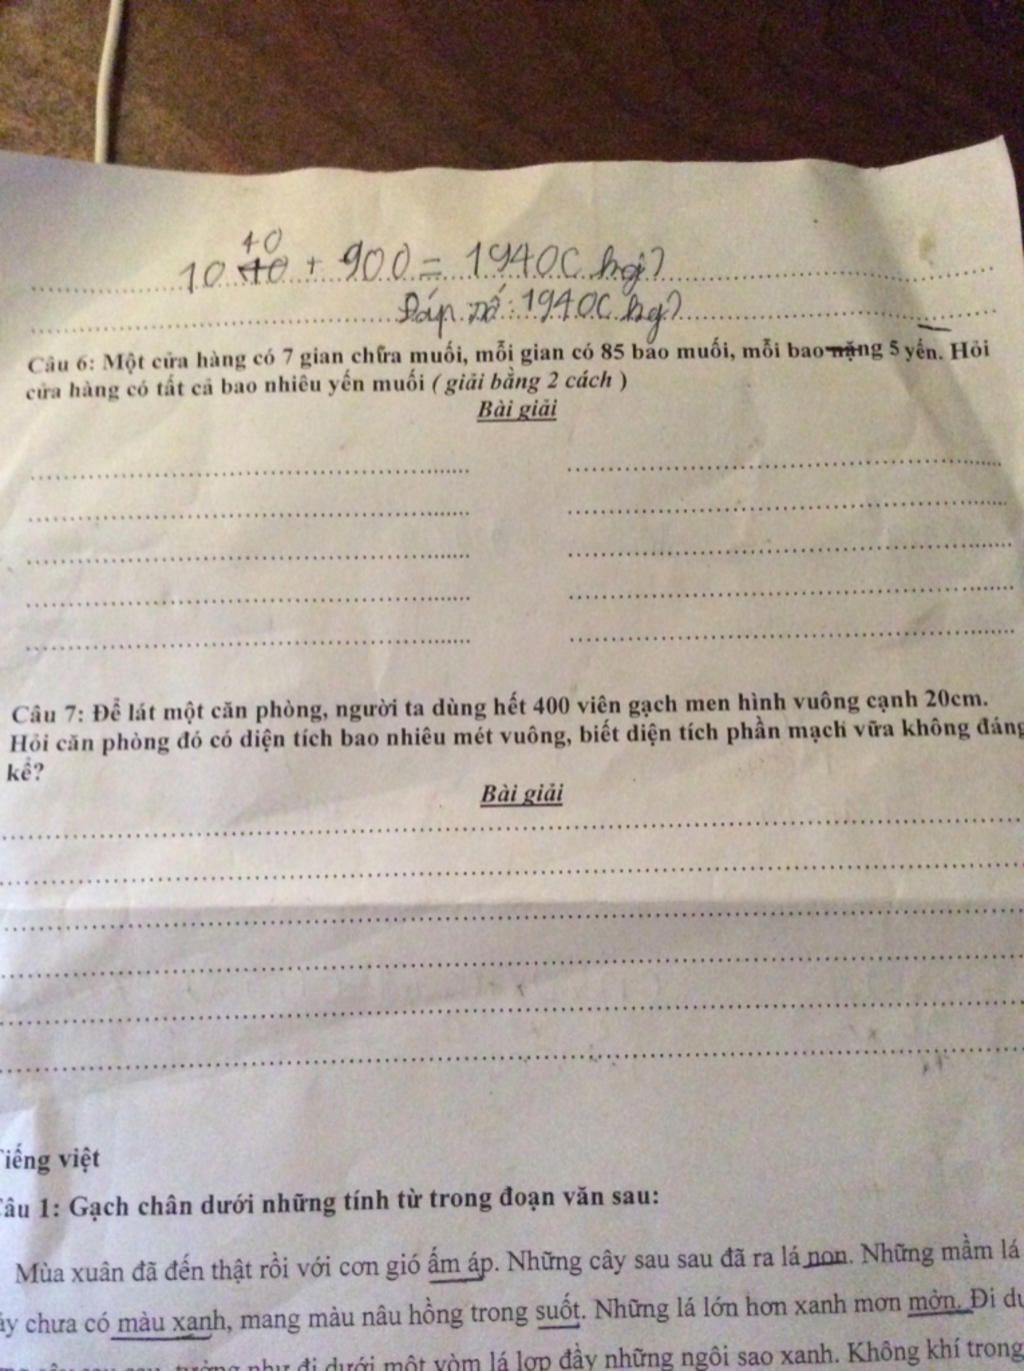 40
10 40 + 900 = 19400 (kg)
Đáp số: 19400 (kg)
Câu 6: Một cửa hàng có 7 gian chứa muối, mỗi gian có 85 bao muối, mỗi bao nặng 5 yến. Hỏi
cửa hàng có tất cả bao nhiêu yến muối ( giải bằng 2 cách )
Bài giải
Câu 7: Để lát một căn phòng, người ta dùng hết 400 viên gạch men hình vuông cạnh 20cm.
Hỏi căn phòng đó có diện tích bao nhiêu mét vuông, biết diện tích phần mạch vữa không đáng
kể?
Bài giải
Tiếng việt
Câu 1: Gạch chân dưới những tính từ trong đoạn văn sau:
Mùa xuân đã đến thật rồi với cơn gió ấm áp. Những cây sau sau đã ra lá non. Những mầm lá
chưa có màu xanh, mang màu nâu hồng trong suốt. Những lá lớn hơn xanh mơn mởn. Đi
tưởng như đi dưới một vòm lá lợp đầy những ngôi sao xanh. Không khí trong